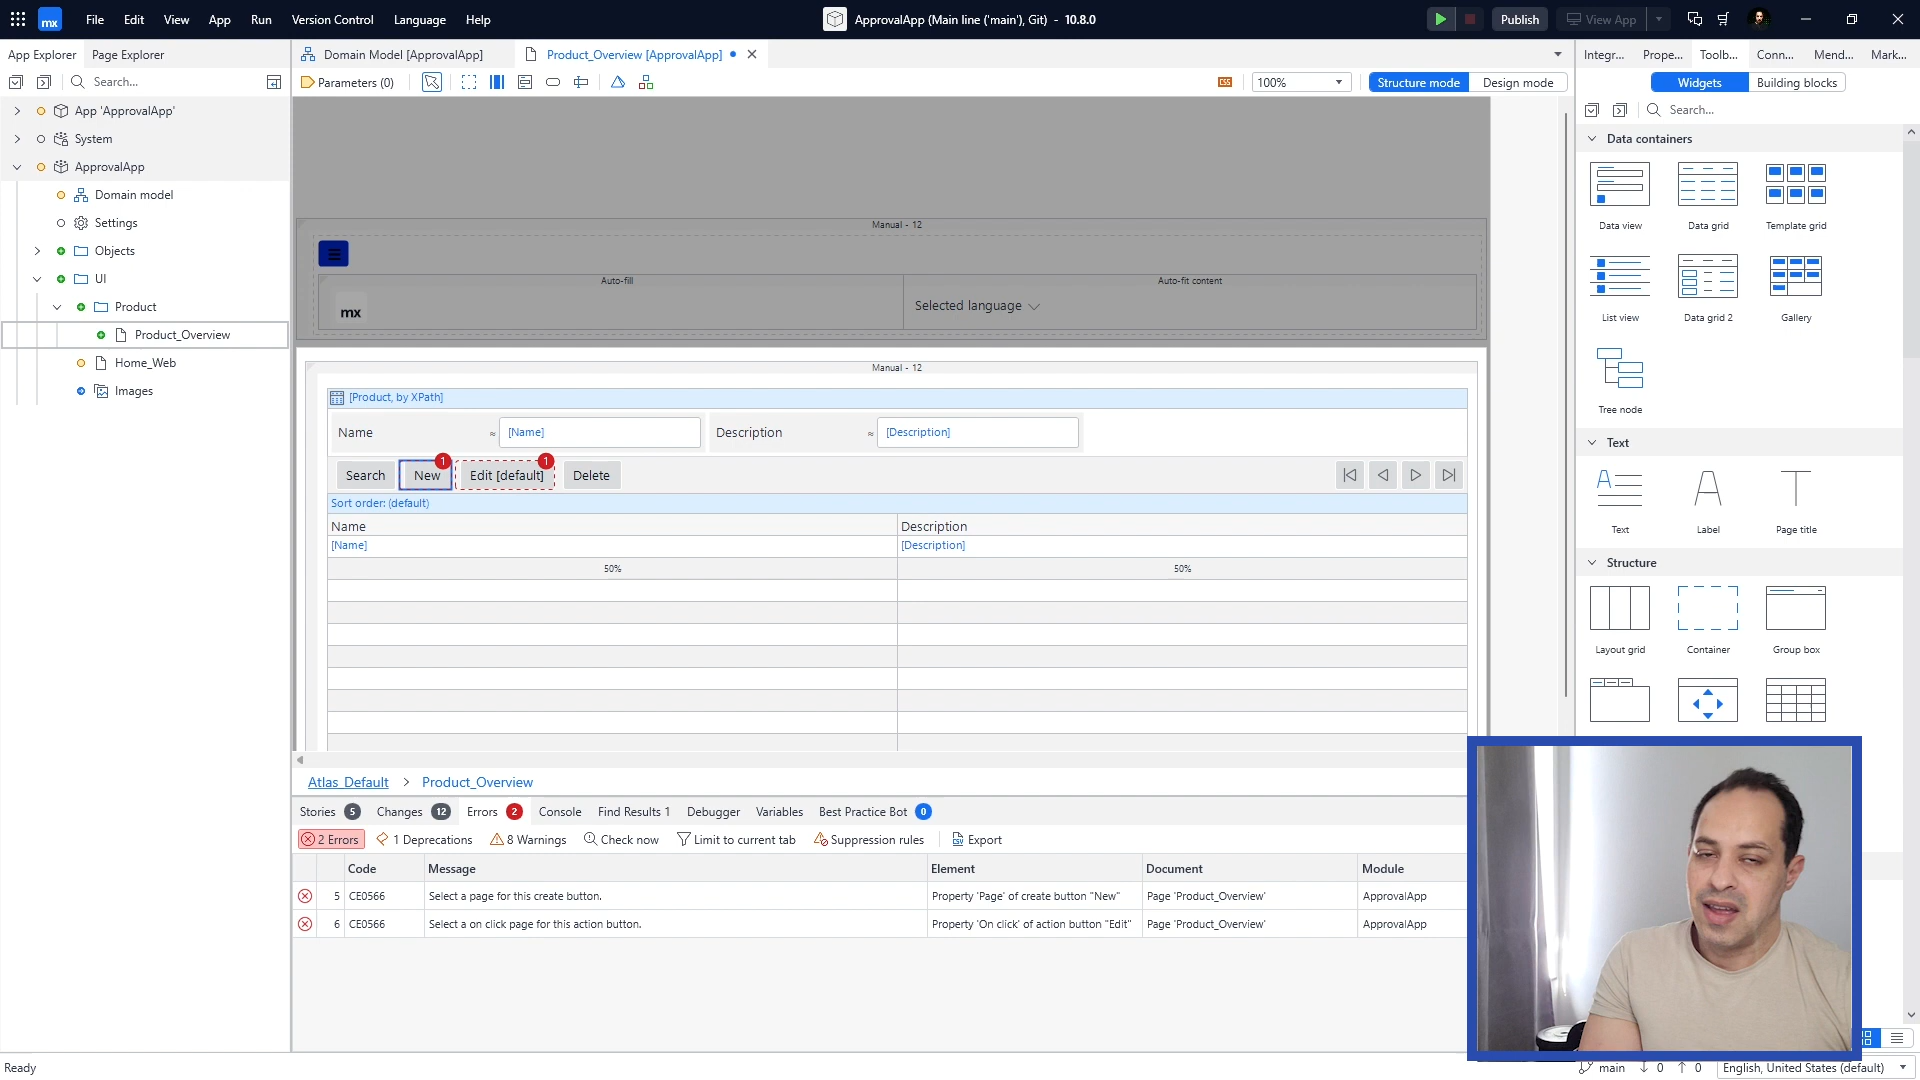 mx File Edit View App Run Version Control Language Help ApprovalApp (Main line ('main'), Git) - 10.8.0 Publish View App
App Explorer Page Explorer Domain Model [ApprovalApp] Product_Overview [ApprovalApp] Integr... Prope... Toolb... Conn... Mend... Mark...
Search... Parameters (0) CSS 100% Structure mode Design mode Widgets Building blocks
Search...
App 'ApprovalApp'
System
ApprovalApp
Domain model
Settings
Objects
UI
Product
Product_Overview
Home_Web
Images
Manual - 12
Auto-fill Auto-fit content
mx Selected language
Manual - 12
[Product, by XPath]
Name ≈ [Name] Description ≈ [Description]
Search New 1 Edit [default] 1 Delete
Sort order: (default)
Name Description
[Name] [Description]
50% 50%
Atlas_Default > Product_Overview
Data containers
Data view Data grid Template grid
List view Data grid 2 Gallery
Tree node
Text
Text Label Page title
Structure
Layout grid Container Group box
Stories 5 Changes 12 Errors 2 Console Find Results 1 Debugger Variables Best Practice Bot 0
2 Errors 1 Deprecations 8 Warnings Check now Limit to current tab Suppression rules Export
Code Message Element Document Module
5 CE0566 Select a page for this create button. Property 'Page' of create button "New" Page 'Product_Overview' ApprovalApp
6 CE0566 Select a on click page for this action button. Property 'On click' of action button "Edit" Page 'Product_Overview' ApprovalApp
Ready main 0 0 English, United States (default)